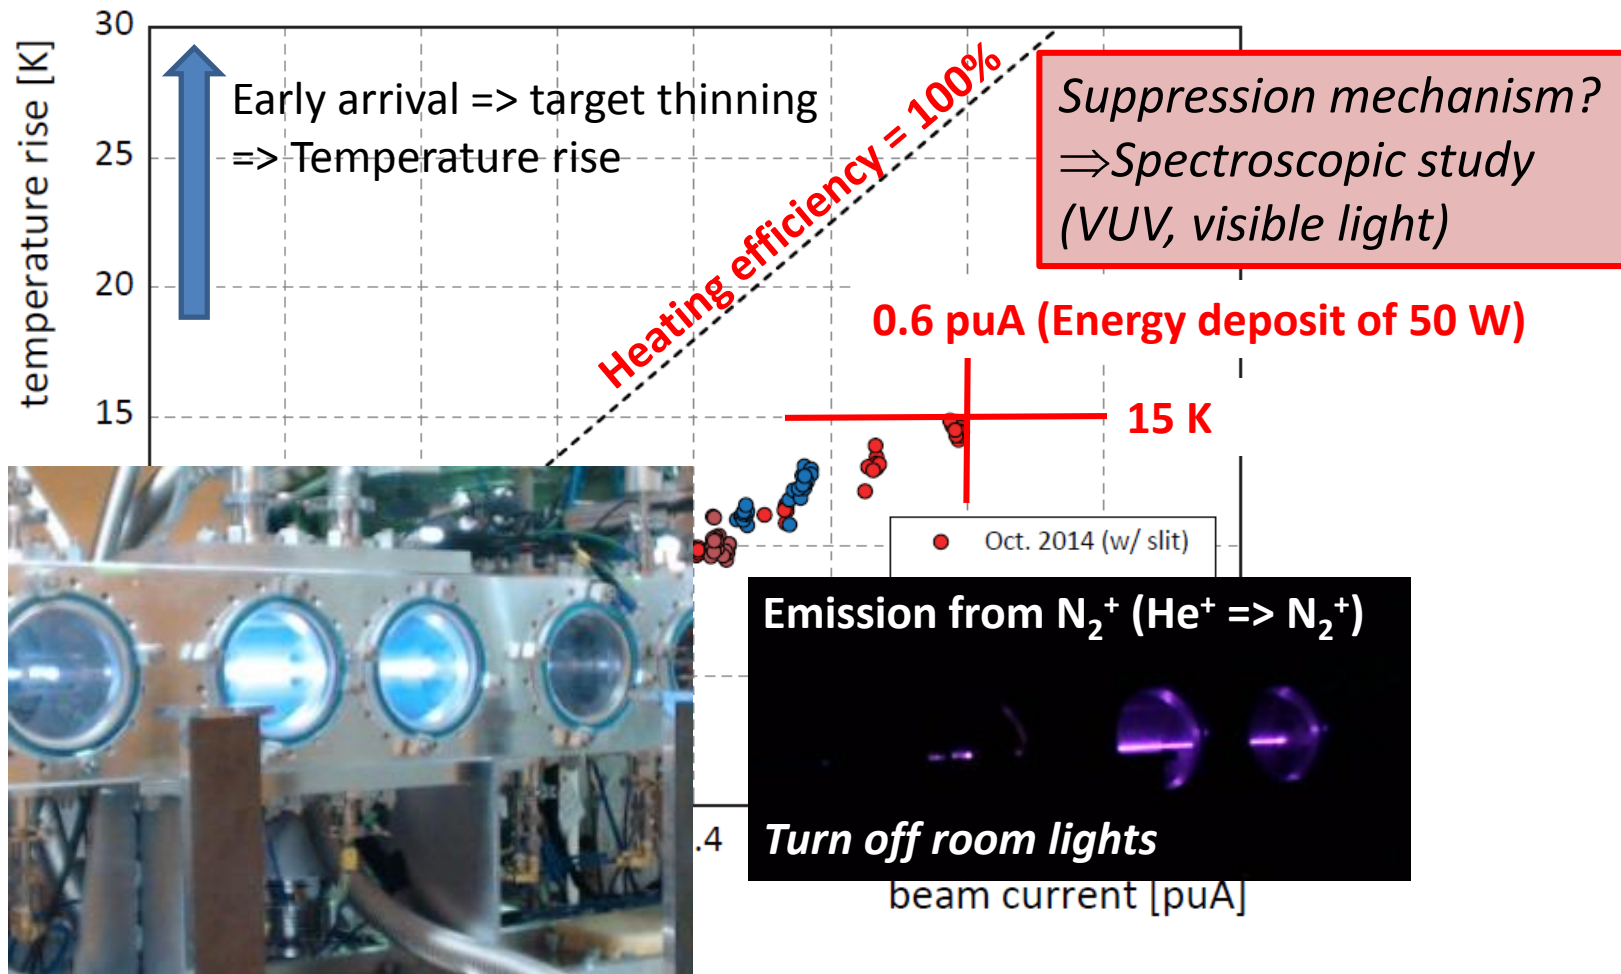 temperature rise [K]
30
25
20
15
Early arrival => target thinning
=> Temperature rise
Heating efficiency = 100%
Suppression mechanism?
⇒Spectroscopic study
(VUV, visible light)
0.6 puA (Energy deposit of 50 W)
15 K
Oct. 2014 (w/ slit)
Emission from N₂⁺ (He⁺ => N₂⁺)
Turn off room lights
.4
beam current [puA]